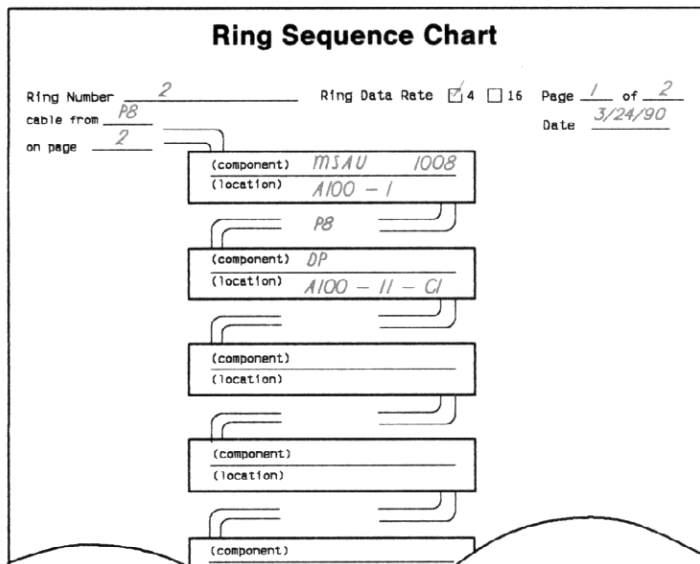 Ring Sequence Chart
Ring Number 2 Ring Data Rate ☑ 4 ☐ 16 Page 1 of 2
cable from P8 Date 3/24/90
on page 2
(component) MSAU 1008
(location) A100 - 1
P8
(component) DP
(location) A100 - 11 - C1
(component)
(location)
(component)
(location)
(component)